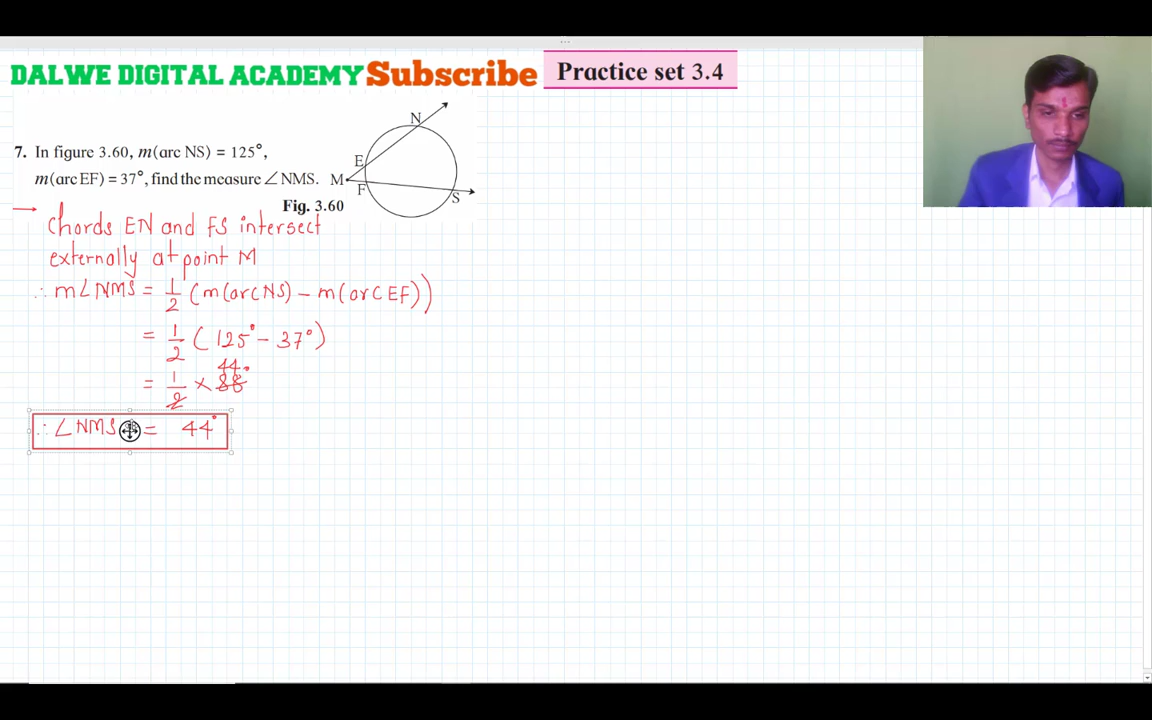 DALWE DIGITAL ACADEMY Subscribe Practice set 3.4
7. In figure 3.60, m(arc NS) = 125°,
m(arc EF) = 37°, find the measure ∠NMS.
N
E
M
F
S
Fig. 3.60
→ Chords EN and FS intersect
externally at point M
∴ m∠NMS = 1/2 (m(arc NS) – m(arc EF))
= 1/2 (125° – 37°)
44°
= 1/2 × 88
∴ ∠NMS = 44°